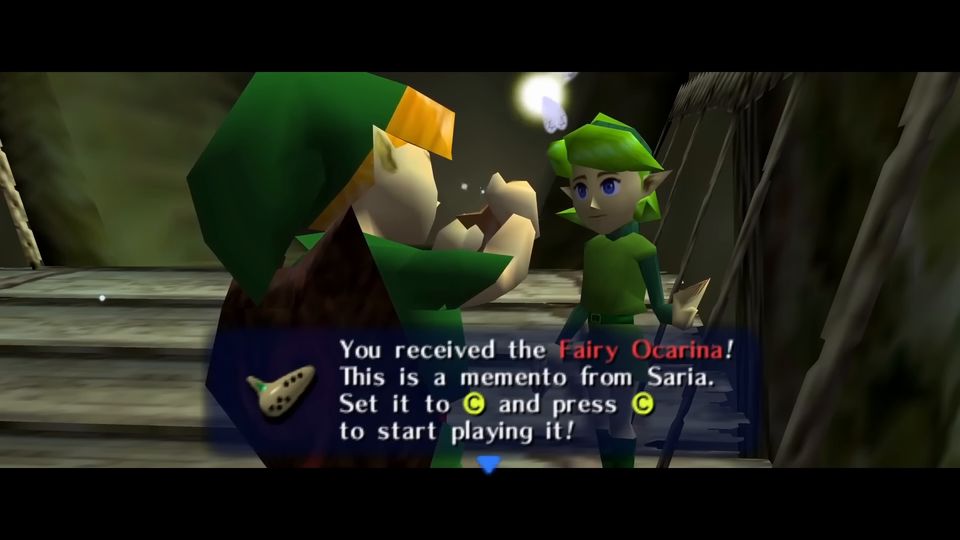 You received the Fairy Ocarina!
This is a memento from Saria.
Set it to C and press C
to start playing it!